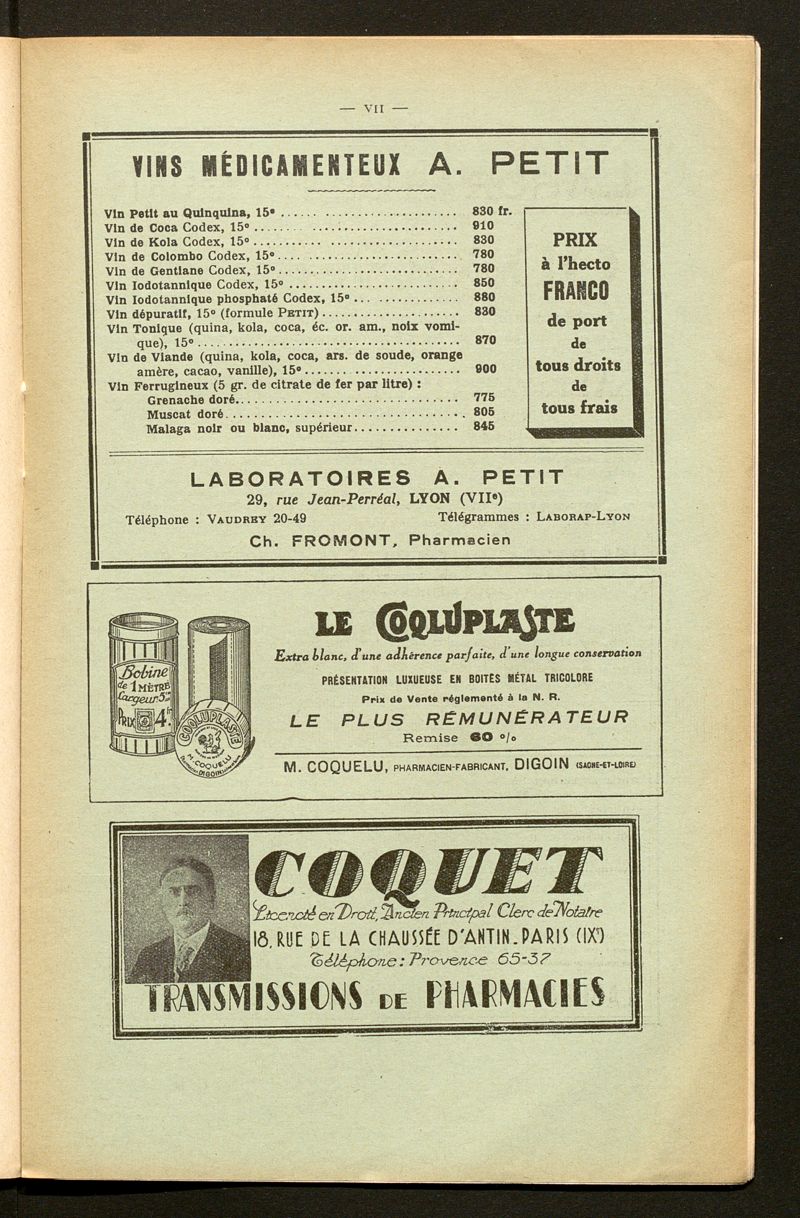 — VII —
VINS MÉDICAMENTEUX A. PETIT
Vin Petit au Quinquina, 15° ........................ 830 fr.
Vin de Coca Codex, 15° ........................ 910
Vin de Kola Codex, 15° ........................ 830
Vin de Colombo Codex, 15° ........................ 780
Vin de Gentiane Codex, 15° ........................ 780
Vin Iodotannique Codex, 15° ........................ 850
Vin Iodotannique phosphaté Codex, 15° ............... 880
Vin dépuratif, 15° (formule PETIT) .................... 830
Vin Tonique (quina, kola, coca, éc. or. am., noix vomi-
que), 15° ........................ 870
Vin de Viande (quina, kola, coca, ars. de soude, orange
amère, cacao, vanille), 15° ........................ 900
Vin Ferrugineux (5 gr. de citrate de fer par litre) :
Grenache doré ........................ 775
Muscat doré ........................ 805
Malaga noir ou blanc, supérieur ............... 845
PRIX
à l'hecto
FRANCO
de port
de
tous droits
de
tous frais
LABORATOIRES A. PETIT
29, rue Jean-Perréal, LYON (VIIe)
Téléphone : VAUDREY 20-49 Télégrammes : LABORAP-LYON
Ch. FROMONT, Pharmacien
Bobine
de 1 MÈTRE
Largeur 5cm
PRIX 4fr
COQLUPLASTE
M. COQUELU
DIGOIN
LE COQLUPLASTE
Extra blanc, d'une adhérence parfaite, d'une longue conservation
PRÉSENTATION LUXUEUSE EN BOITES MÉTAL TRICOLORE
Prix de Vente réglementé à la N. R.
LE PLUS RÉMUNÉRATEUR
Remise 60 %
M. COQUELU, PHARMACIEN-FABRICANT, DIGOIN (SAONE-ET-LOIRE)
COQUET
Licencié en Droit, Ancien Principal Clerc de Notaire
18, RUE DE LA CHAUSSÉE D'ANTIN_PARIS (IXe)
Téléphone : Provence 65-37
TRANSMISSIONS DE PHARMACIES